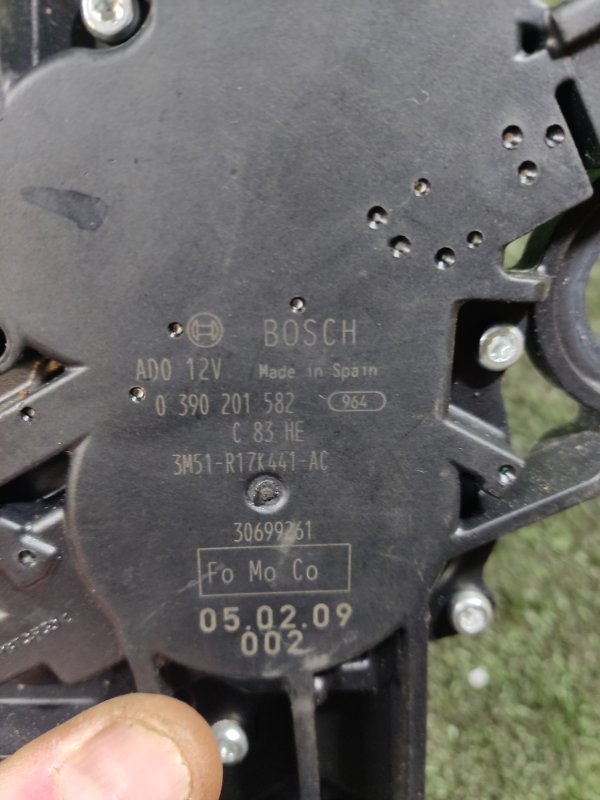 BOSCH
AD0 12V Made in Spain
0 390 201 582 964
C 83 HE
3M51-R17K441-AC
30699261
Fo Mo Co
05.02.09
002